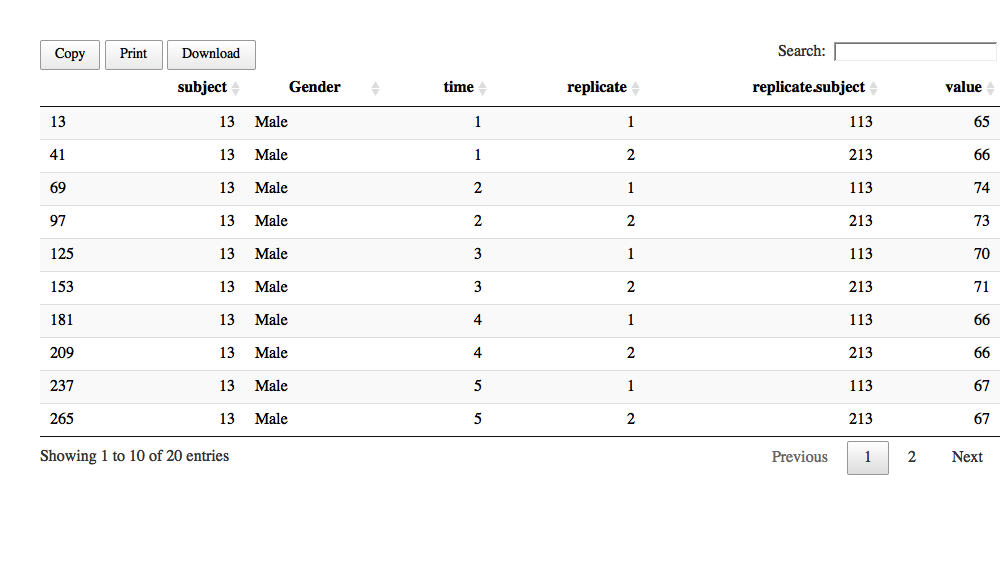 Copy Print Download Search:
subject Gender time replicate replicate.subject value
13 13 Male 1 1 113 65
41 13 Male 1 2 213 66
69 13 Male 2 1 113 74
97 13 Male 2 2 213 73
125 13 Male 3 1 113 70
153 13 Male 3 2 213 71
181 13 Male 4 1 113 66
209 13 Male 4 2 213 66
237 13 Male 5 1 113 67
265 13 Male 5 2 213 67
Showing 1 to 10 of 20 entries Previous 1 2 Next